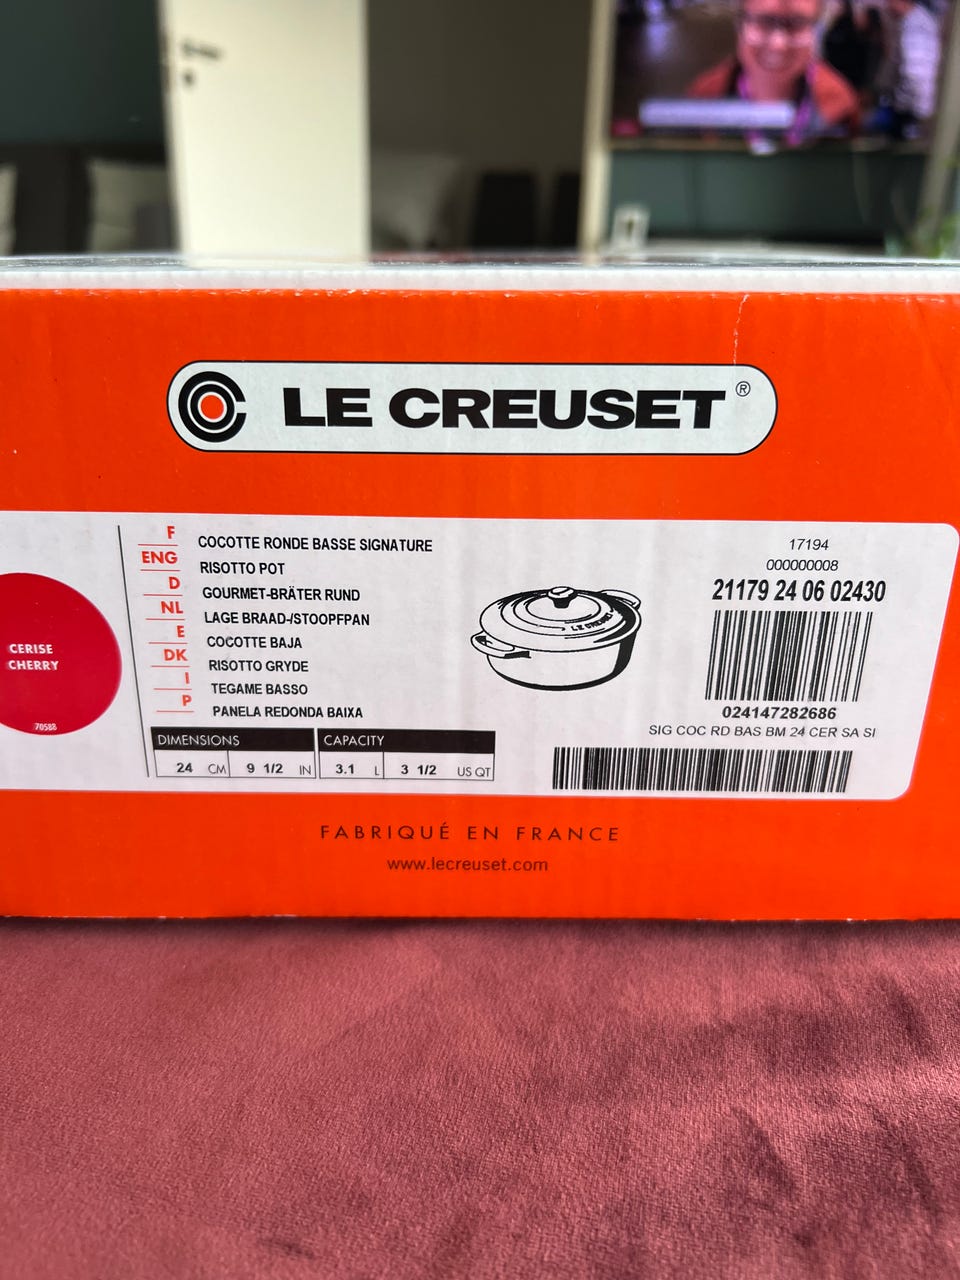 LE CREUSET ®
CERISE
CHERRY
70588
F COCOTTE RONDE BASSE SIGNATURE
ENG RISOTTO POT
D GOURMET-BRÄTER RUND
NL LAGE BRAAD-/STOOFPFAN
E COCOTTE BAJA
DK RISOTTO GRYDE
I TEGAME BASSO
P PANELA REDONDA BAIXA
DIMENSIONS CAPACITY
24 CM 9 1/2 IN 3.1 L 3 1/2 US QT
LE CREUSET
17194
000000008
21179 24 06 02430
024147282686
SIG COC RD BAS BM 24 CER SA SI
FABRIQUÉ EN FRANCE
www.lecreuset.com